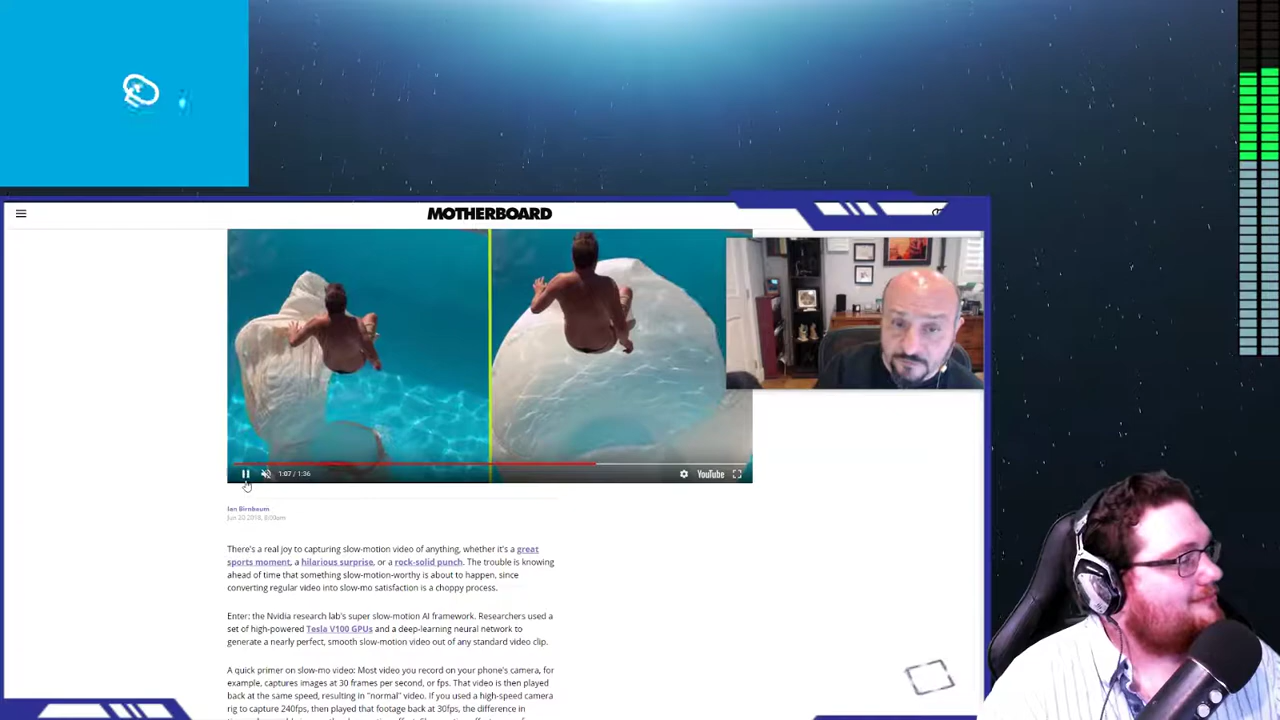 MOTHERBOARD
1:07 / 1:36
YouTube
Ian Birnbaum
Jun 20 2018, 8:00am
There's a real joy to capturing slow-motion video of anything, whether it's a great
sports moment, a hilarious surprise, or a rock-solid punch. The trouble is knowing
ahead of time that something slow-motion-worthy is about to happen, since
converting regular video into slow-mo satisfaction is a choppy process.
Enter: the Nvidia research lab's super slow-motion AI framework. Researchers used a
set of high-powered Tesla V100 GPUs and a deep-learning neural network to
generate a nearly perfect, smooth slow-motion video out of any standard video clip.
A quick primer on slow-mo video: Most video you record on your phone's camera, for
example, captures images at 30 frames per second, or fps. That video is then played
back at the same speed, resulting in "normal" video. If you used a high-speed camera
rig to capture 240fps, then played that footage back at 30fps, the difference in